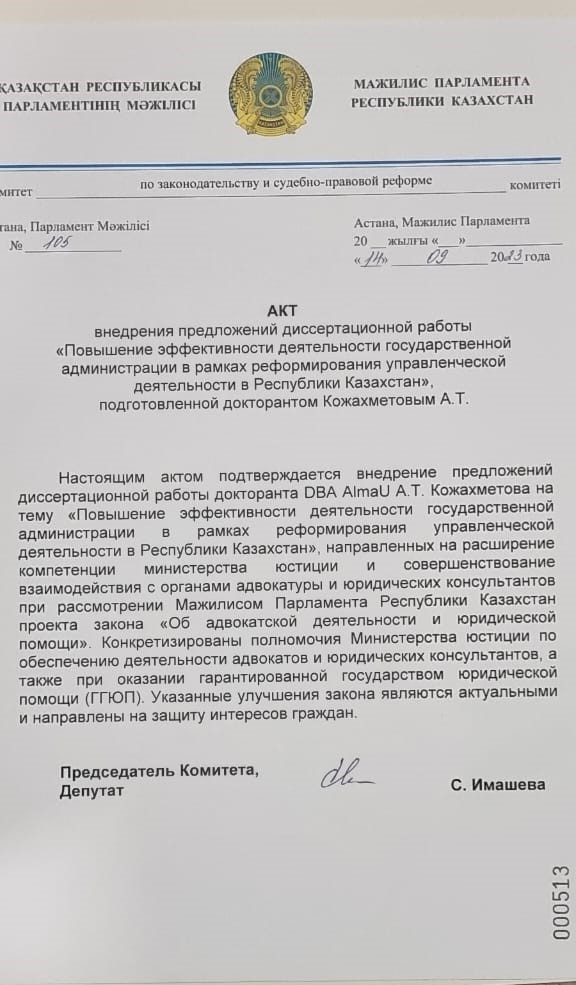 ҚАЗАҚСТАН РЕСПУБЛИКАСЫ
ПАРЛАМЕНТІНІҢ МӘЖІЛІСІ
МАЖИЛИС ПАРЛАМЕНТА
РЕСПУБЛИКИ КАЗАХСТАН
по законодательству и судебно-правовой реформе комитеті
Парламент Мәжілісі
№ 105
Астана, Мажилис Парламента
20 __ жылғы «__»
«14» 09 2023 года
АКТ
внедрения предложений диссертационной работы
«Повышение эффективности деятельности государственной
администрации в рамках реформирования управленческой
деятельности в Республики Казахстан»,
подготовленной докторантом Кожахметовым А.Т.
Настоящим актом подтверждается внедрение предложений
диссертационной работы докторанта DBA AlmaU А.Т. Кожахметова на
тему «Повышение эффективности деятельности государственной
администрации в рамках реформирования управленческой
деятельности в Республики Казахстан», направленных на расширение
компетенции министерства юстиции и совершенствование
взаимодействия с органами адвокатуры и юридических консультантов
при рассмотрении Мажилисом Парламента Республики Казахстан
проекта закона «Об адвокатской деятельности и юридической
помощи». Конкретизированы полномочия Министерства юстиции по
обеспечению деятельности адвокатов и юридических консультантов, а
также при оказании гарантированной государством юридической
помощи (ГГЮП). Указанные улучшения закона являются актуальными
и направлены на защиту интересов граждан.
Председатель Комитета,
Депутат
С. Имашева
000513